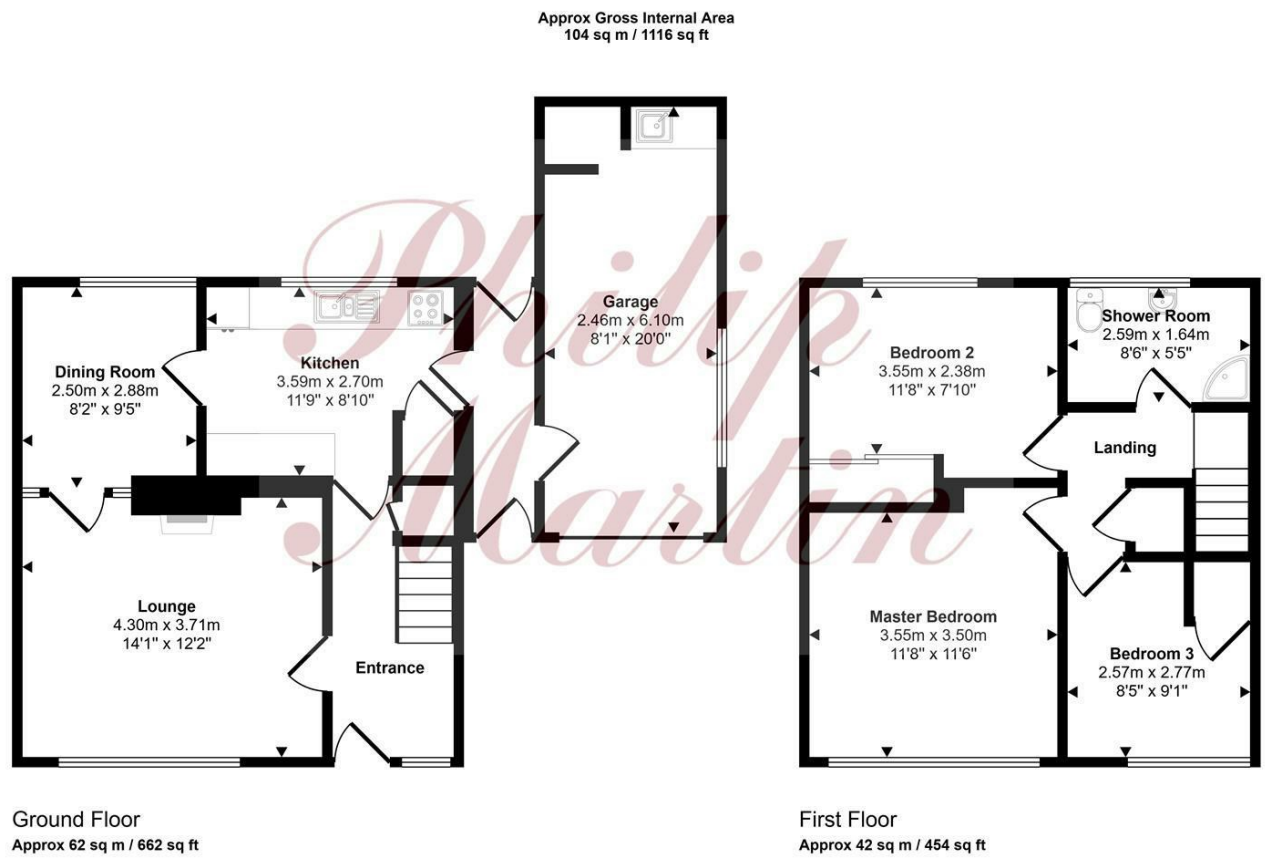 Approx Gross Internal Area
104 sq m / 1116 sq ft
Philip
Martin
Dining Room
2.50m x 2.88m
8'2" x 9'5"
Kitchen
3.59m x 2.70m
11'9" x 8'10"
Garage
2.46m x 6.10m
8'1" x 20'0"
Lounge
4.30m x 3.71m
14'1" x 12'2"
Entrance
Bedroom 2
3.55m x 2.38m
11'8" x 7'10"
Shower Room
2.59m x 1.64m
8'6" x 5'5"
Landing
Master Bedroom
3.55m x 3.50m
11'8" x 11'6"
Bedroom 3
2.57m x 2.77m
8'5" x 9'1"
Ground Floor
Approx 62 sq m / 662 sq ft
First Floor
Approx 42 sq m / 454 sq ft